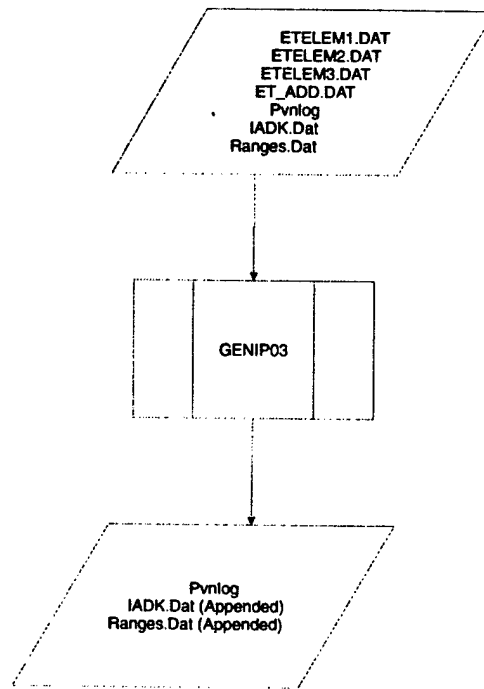 ETELEM1.DAT
ETELEM2.DAT
ETELEM3.DAT
ET_ADD.DAT
Pvnlog
IADK.Dat
Ranges.Dat
GENIP03
Pvnlog
IADK.Dat (Appended)
Ranges.Dat (Appended)